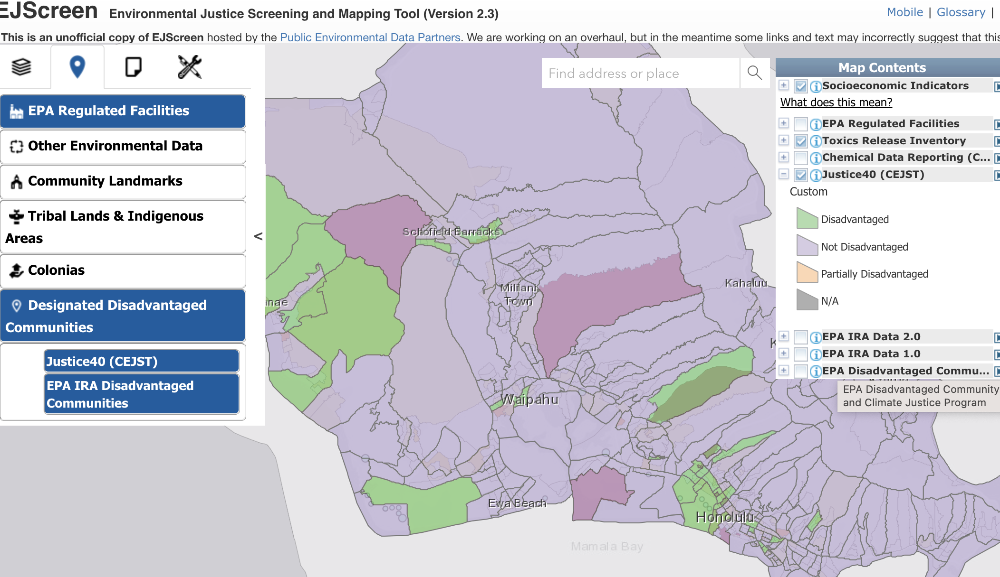 EJScreen Environmental Justice Screening and Mapping Tool (Version 2.3)
Mobile | Glossary |
This is an unofficial copy of EJScreen hosted by the Public Environmental Data Partners. We are working on an overhaul, but in the meantime some links and text may incorrectly suggest that this
EPA Regulated Facilities
Other Environmental Data
Community Landmarks
Tribal Lands & Indigenous
Areas
Colonias
Designated Disadvantaged
Communities
Justice40 (CEJST)
EPA IRA Disadvantaged
Communities
<
Find address or place
Schofield Barracks
Mililani
Town
Kahaluu
Waipahu
Ewa Beach
Honolulu
Mamala Bay
Map Contents
Socioeconomic Indicators
What does this mean?
EPA Regulated Facilities
Toxics Release Inventory
Chemical Data Reporting (C...
Justice40 (CEJST)
Custom
Disadvantaged
Not Disadvantaged
Partially Disadvantaged
N/A
EPA IRA Data 2.0
EPA IRA Data 1.0
EPA Disadvantaged Commu...
EPA Disadvantaged Community
and Climate Justice Program